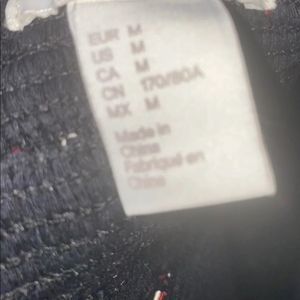 EUR M
US M
CA M
CN 170/80A
MX M
Made in
China
Fabriqué en
Chine